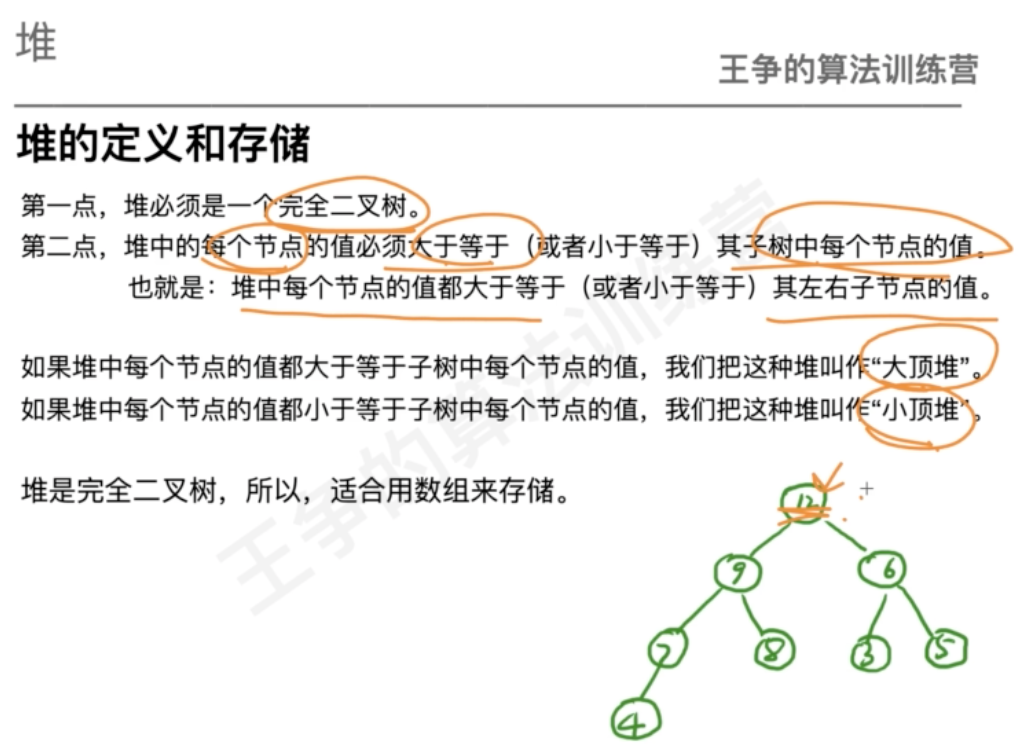 堆
王争的算法训练营
堆的定义和存储
第一点，堆必须是一个完全二叉树。
第二点，堆中的每个节点的值必须大于等于（或者小于等于）其子树中每个节点的值。
也就是：堆中每个节点的值都大于等于（或者小于等于）其左右子节点的值。
如果堆中每个节点的值都大于等于子树中每个节点的值，我们把这种堆叫作“大顶堆”。
如果堆中每个节点的值都小于等于子树中每个节点的值，我们把这种堆叫作“小顶堆”。
堆是完全二叉树，所以，适合用数组来存储。
12
9 6
7 8 3 5
4
王争的算法训练营